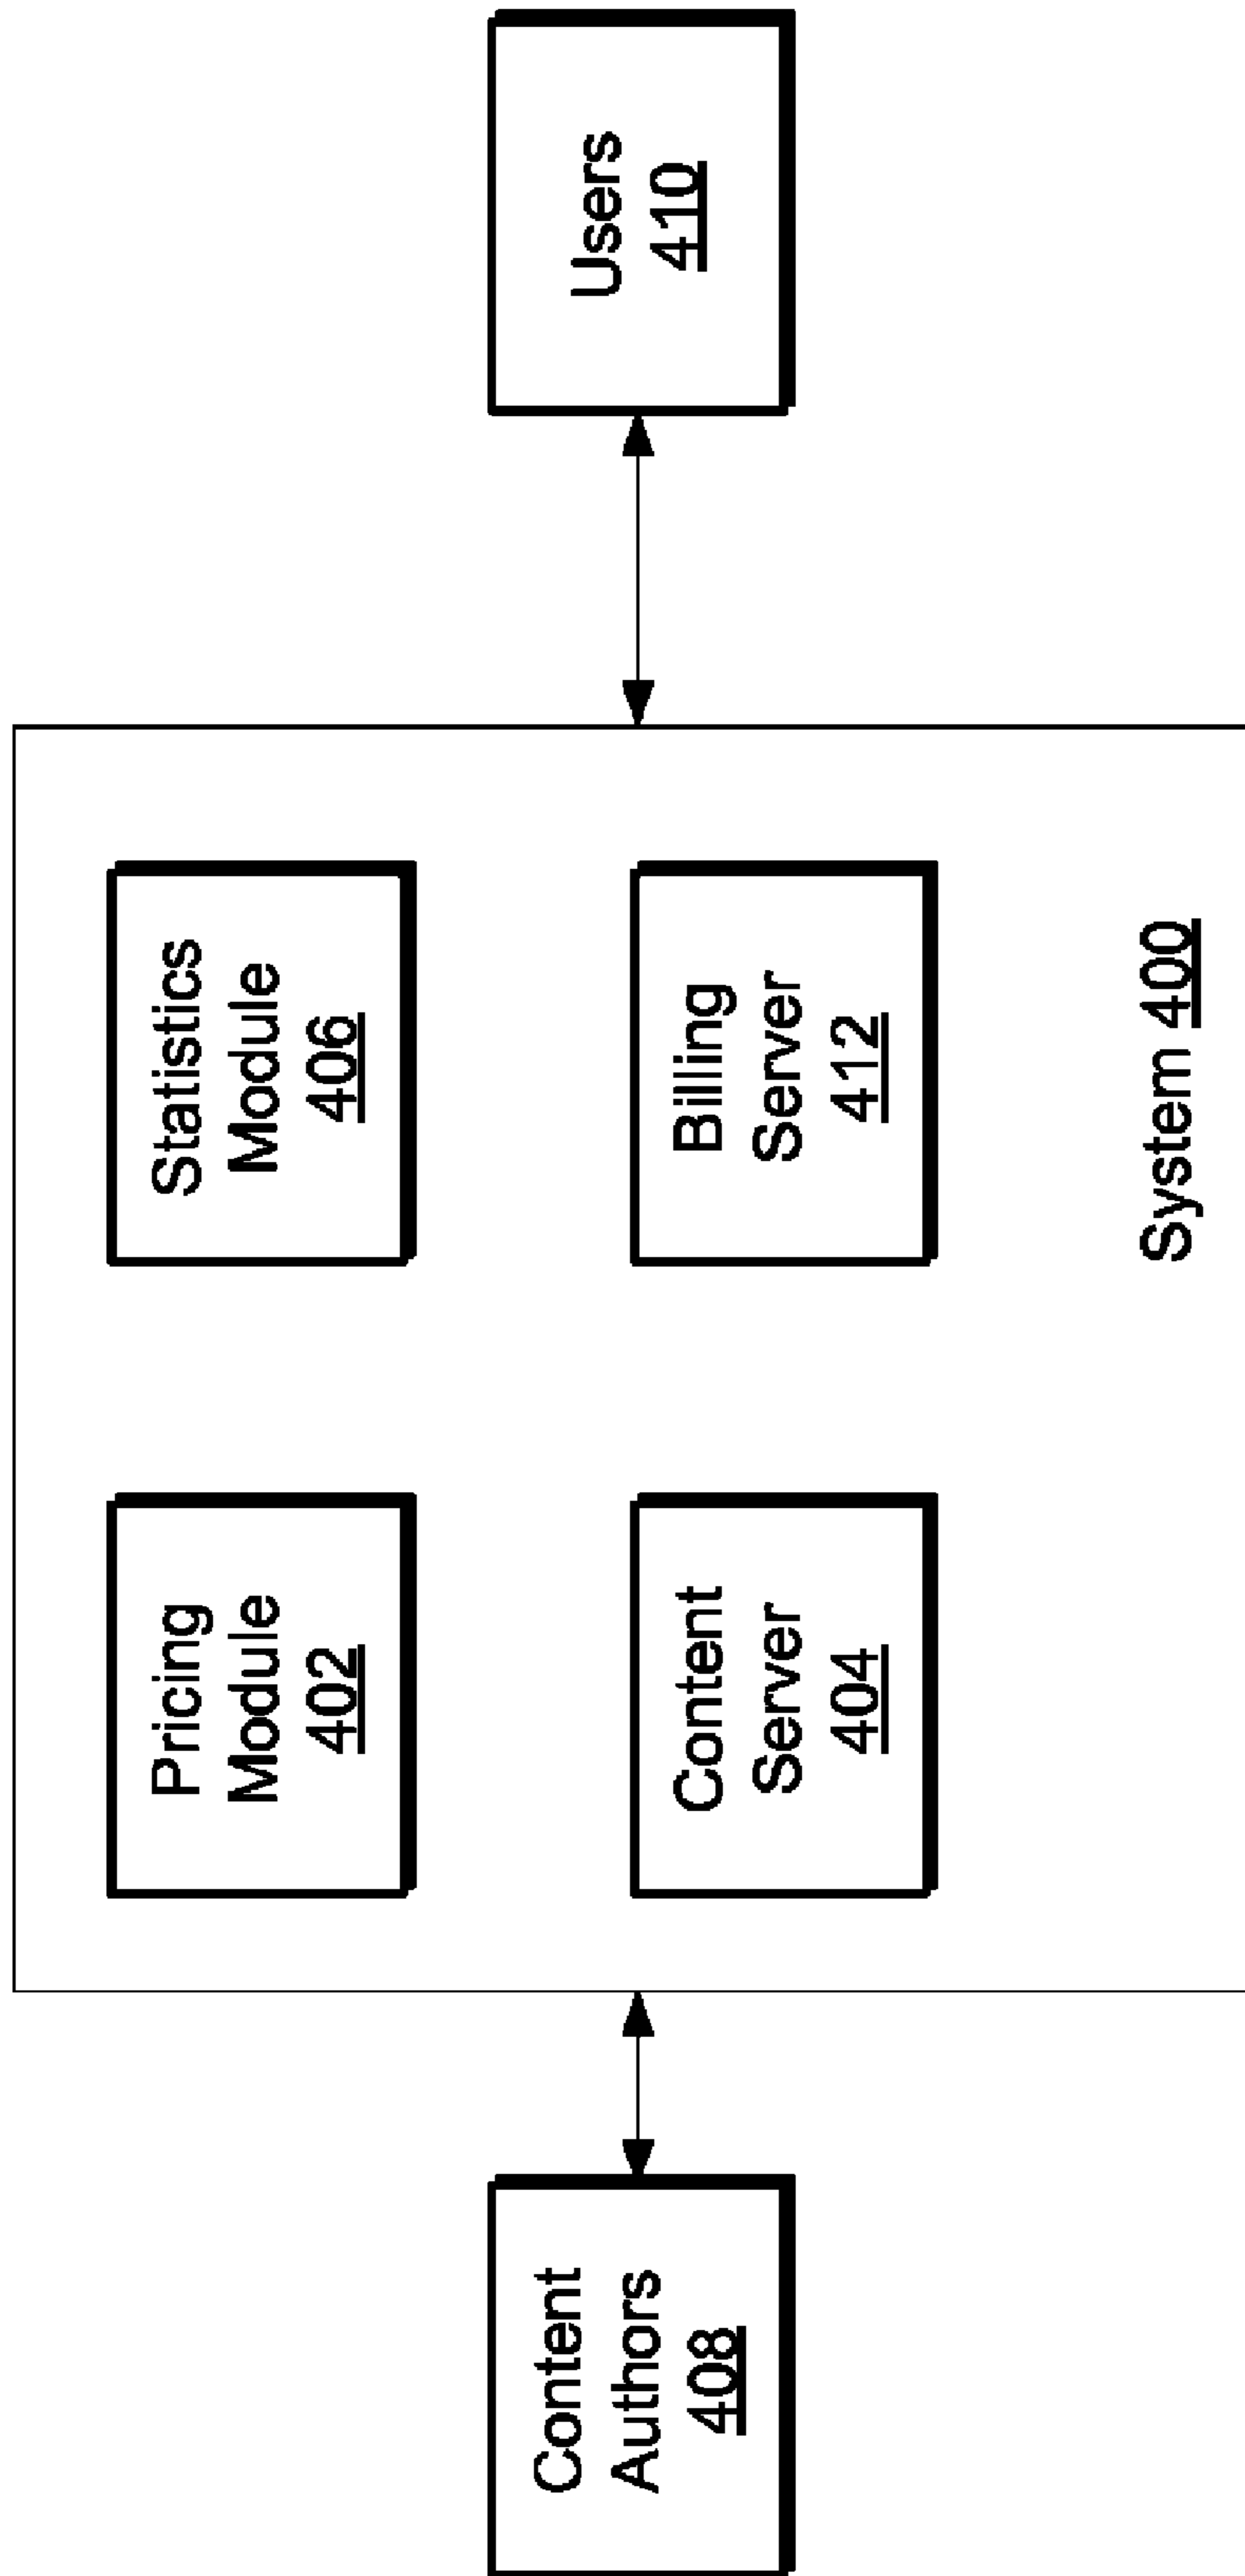 Content
Authors
408
Pricing
Module
402
Statistics
Module
406
Content
Server
404
Billing
Server
412
System 400
Users
410